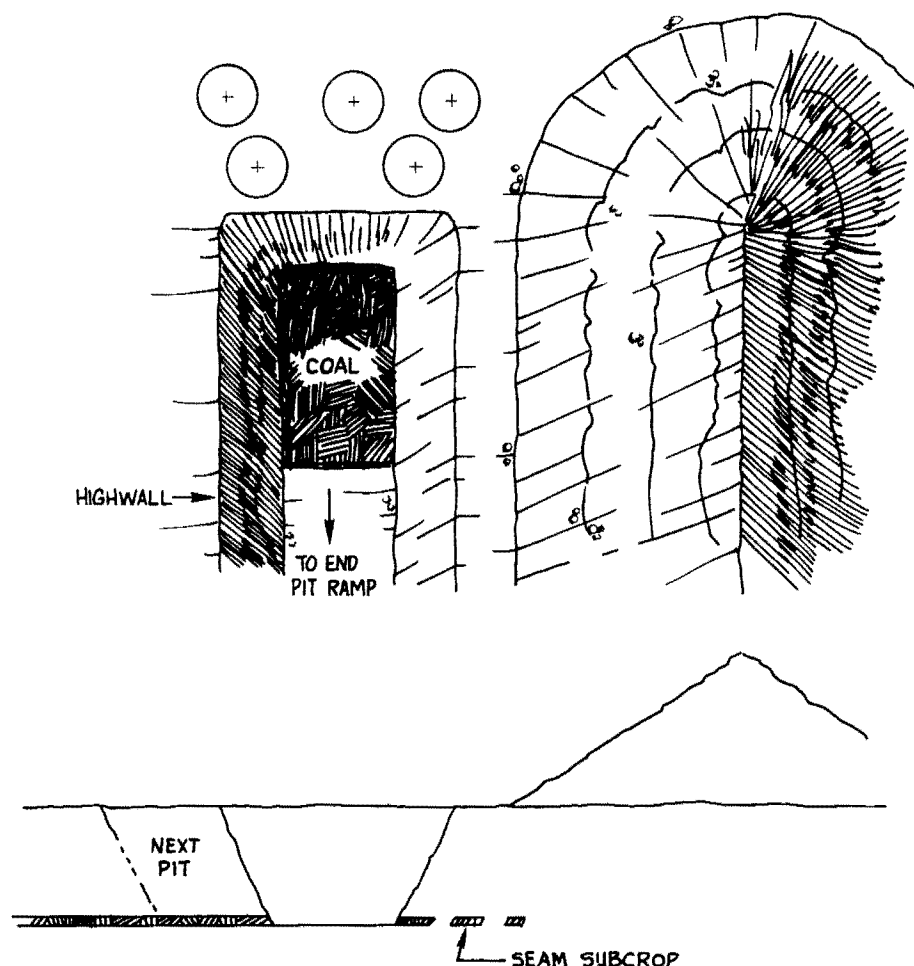 COAL
HIGHWALL
TO END
PIT RAMP
NEXT
PIT
SEAM SUBCROP